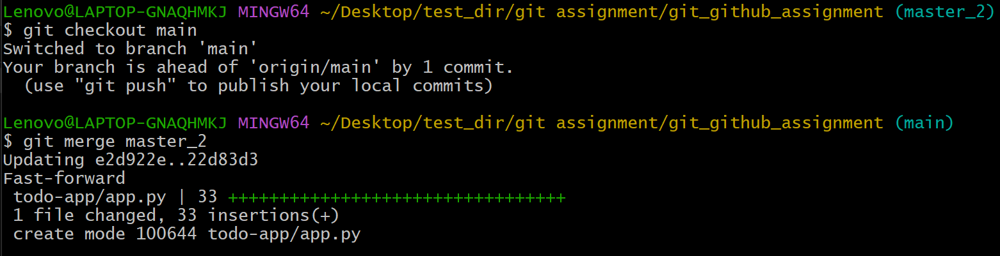 Lenovo@LAPTOP-GNAQHMKJ MINGW64 ~/Desktop/test_dir/git assignment/git_github_assignment (master_2)
$ git checkout main
Switched to branch 'main'
Your branch is ahead of 'origin/main' by 1 commit.
  (use "git push" to publish your local commits)

Lenovo@LAPTOP-GNAQHMKJ MINGW64 ~/Desktop/test_dir/git assignment/git_github_assignment (main)
$ git merge master_2
Updating e2d922e..22d83d3
Fast-forward
 todo-app/app.py | 33 +++++++++++++++++++++++++++++++++
 1 file changed, 33 insertions(+)
 create mode 100644 todo-app/app.py